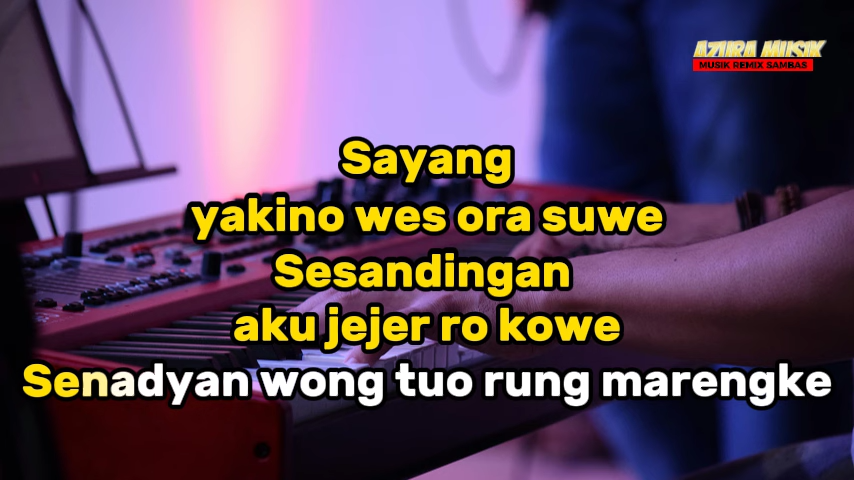 AZURA MUSIK
MUSIK REMIX SAMBAS
Sayang
yakino wes ora suwe
Sesandingan
aku jejer ro kowe
Senadyan wong tuo rung marengke